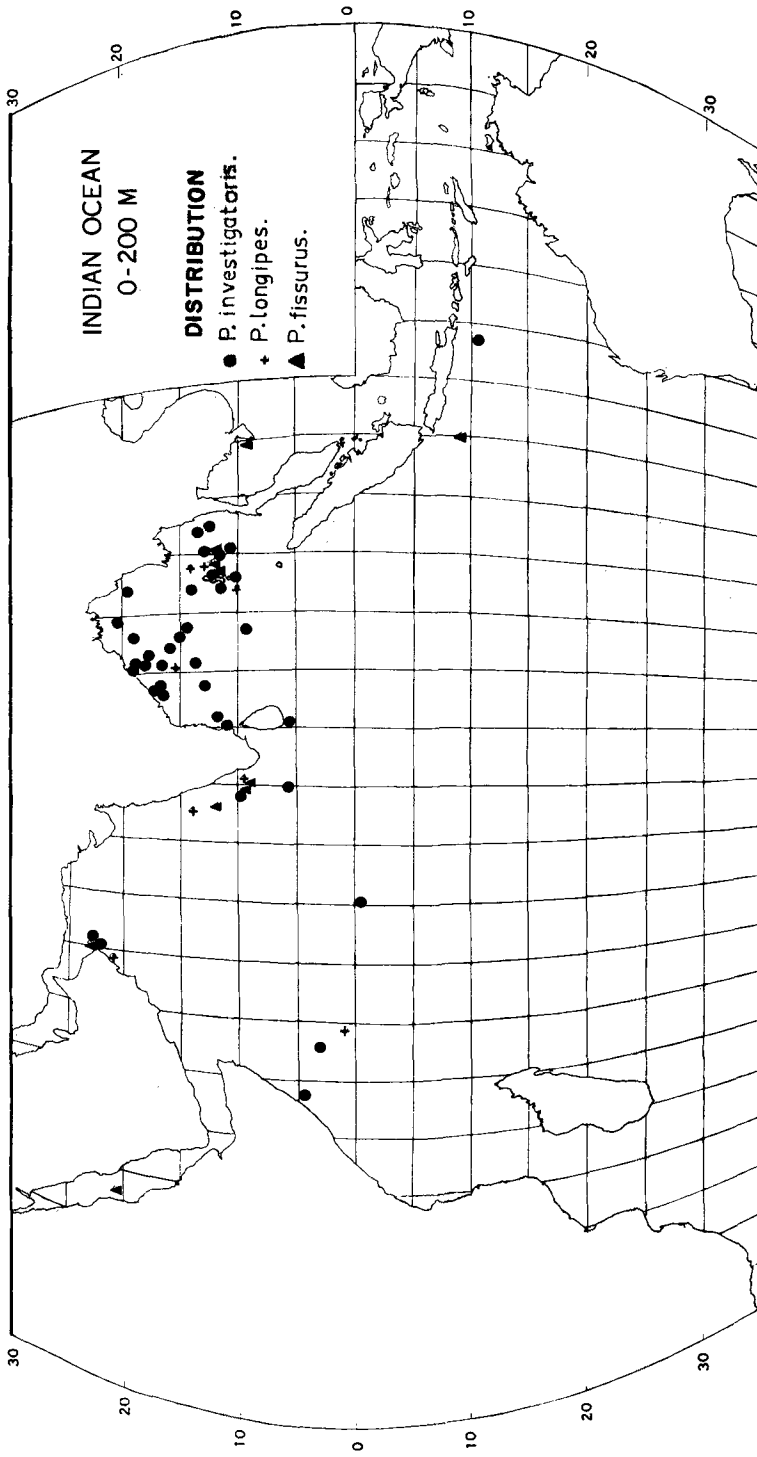 30
30
INDIAN OCEAN
0-200 M
20
20
DISTRIBUTION
P. investigatoris.
P. longipes.
P. fissurus.
10
10
0
0
10
10
20
20
30
30